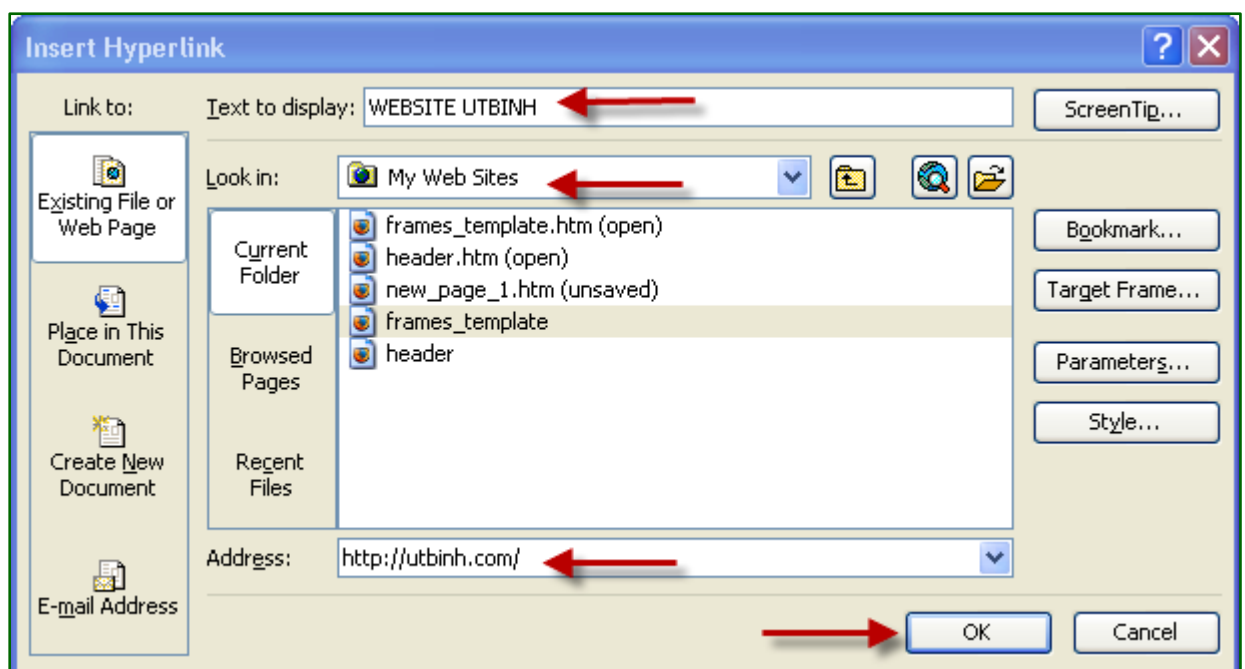 Insert Hyperlink
Link to:
Text to display: WEBSITE UTBINH
ScreenTip...
Existing File or
Web Page
Place in This
Document
Create New
Document
E-mail Address
Look in: My Web Sites
Current
Folder
Browsed
Pages
Recent
Files
frames_template.htm (open)
header.htm (open)
new_page_1.htm (unsaved)
frames_template
header
Bookmark...
Target Frame...
Parameters...
Style...
Address: http://utbinh.com/
OK
Cancel